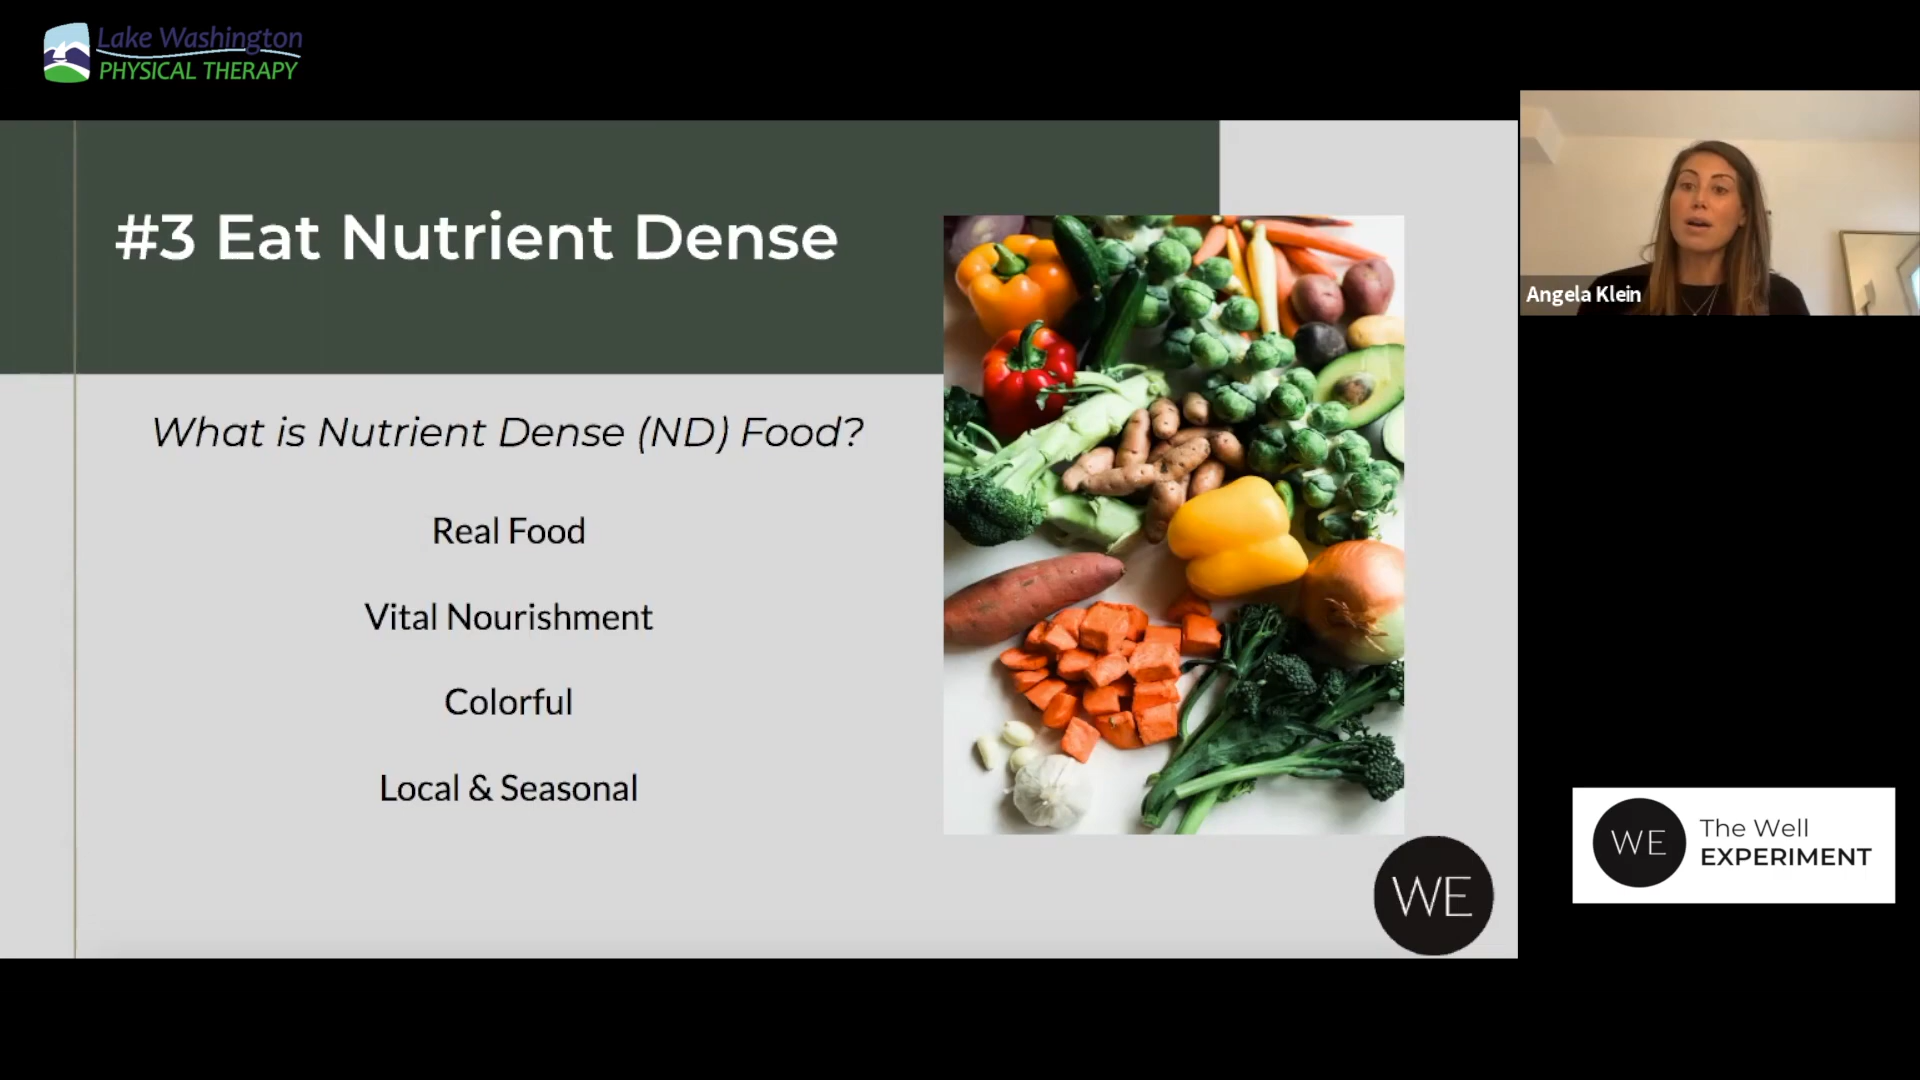 Lake Washington
PHYSICAL THERAPY
#3 Eat Nutrient Dense
What is Nutrient Dense (ND) Food?
Real Food
Vital Nourishment
Colorful
Local & Seasonal
WE
Angela Klein
WE
The Well
EXPERIMENT